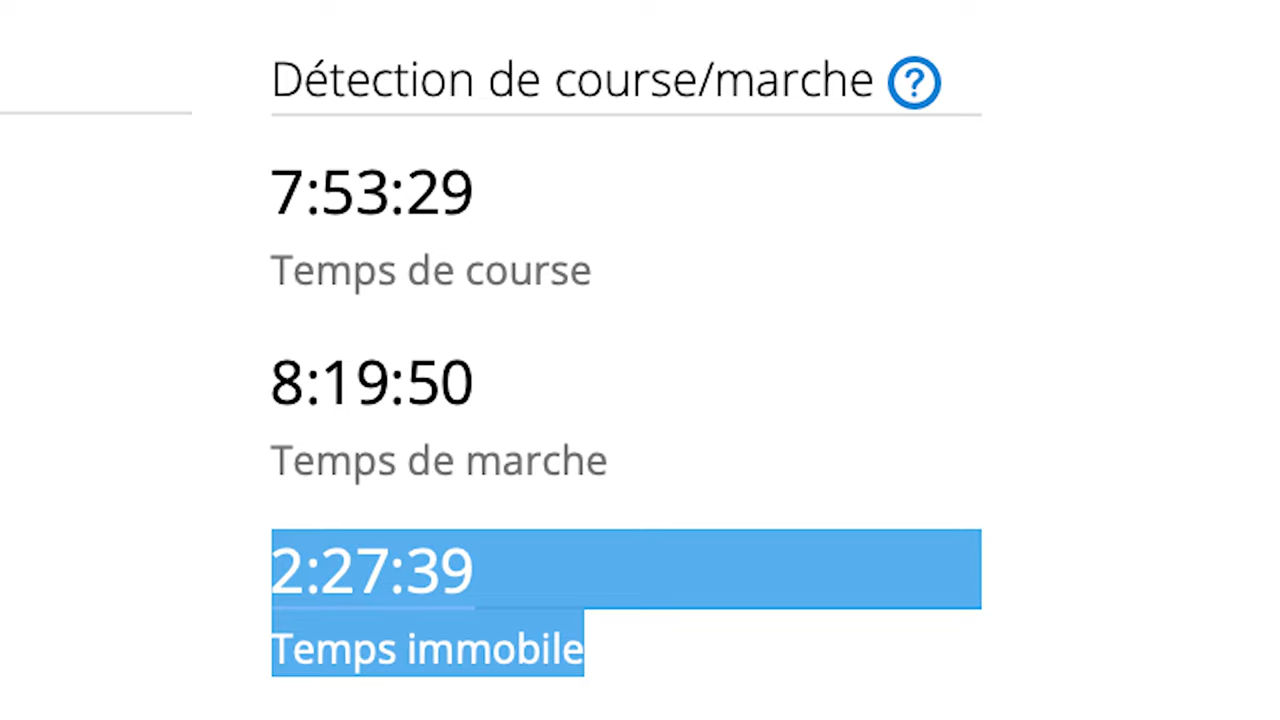 Détection de course/marche ?
7:53:29
Temps de course
8:19:50
Temps de marche
2:27:39
Temps immobile